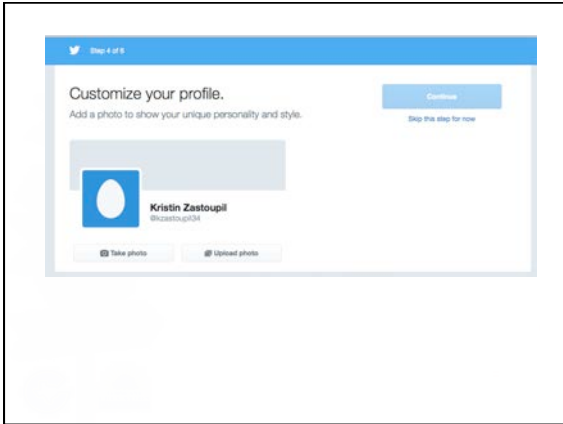 Step 4 of 6
Customize your profile.
Continue
Add a photo to show your unique personality and style.
Skip this step for now
Kristin Zastoupil
@kzastoupil34
Take photo
Upload photo